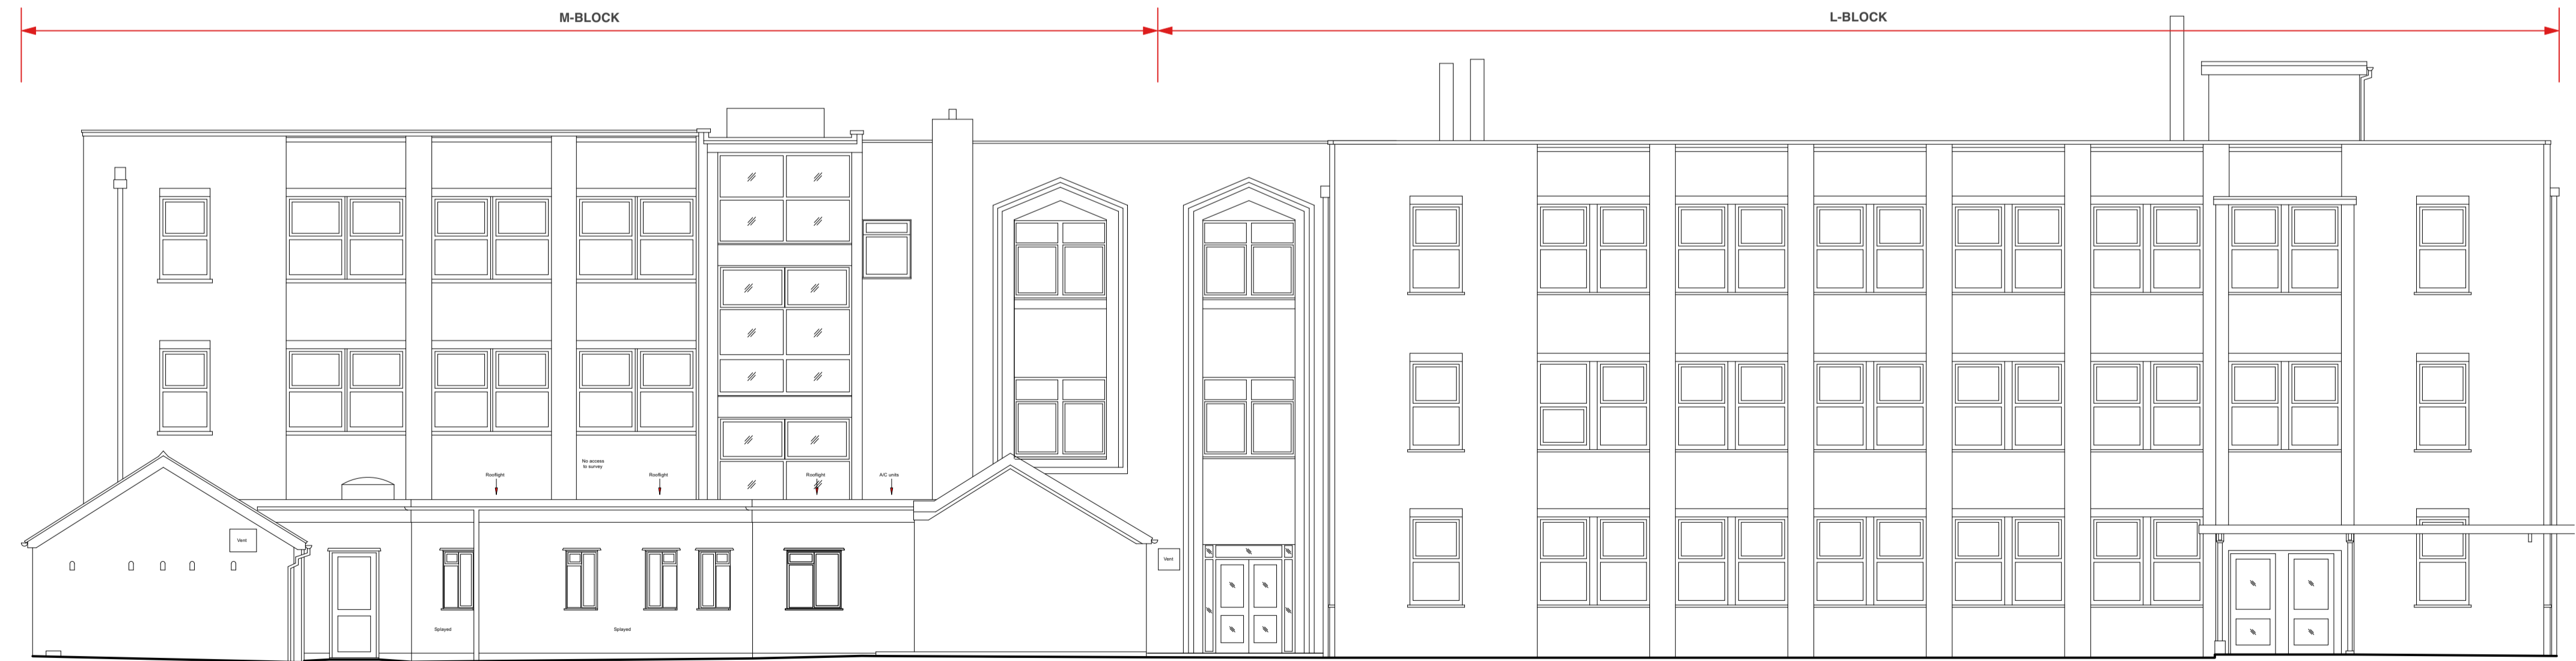 M-BLOCK
L-BLOCK
No access
to survey
Rooflight
Rooflight
Rooflight
A/C units
Vent
Vent
Splayed
Splayed